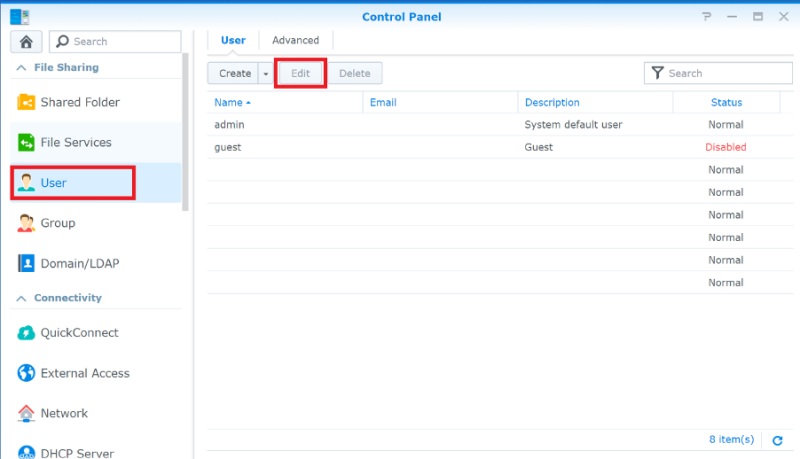 Control Panel
Search
File Sharing
Shared Folder
File Services
User
Group
Domain/LDAP
Connectivity
QuickConnect
External Access
Network
DHCP Server
User Advanced
Create Edit Delete Search
Name Email Description Status
admin System default user Normal
guest Guest Disabled
Normal
Normal
Normal
Normal
Normal
Normal
8 item(s)